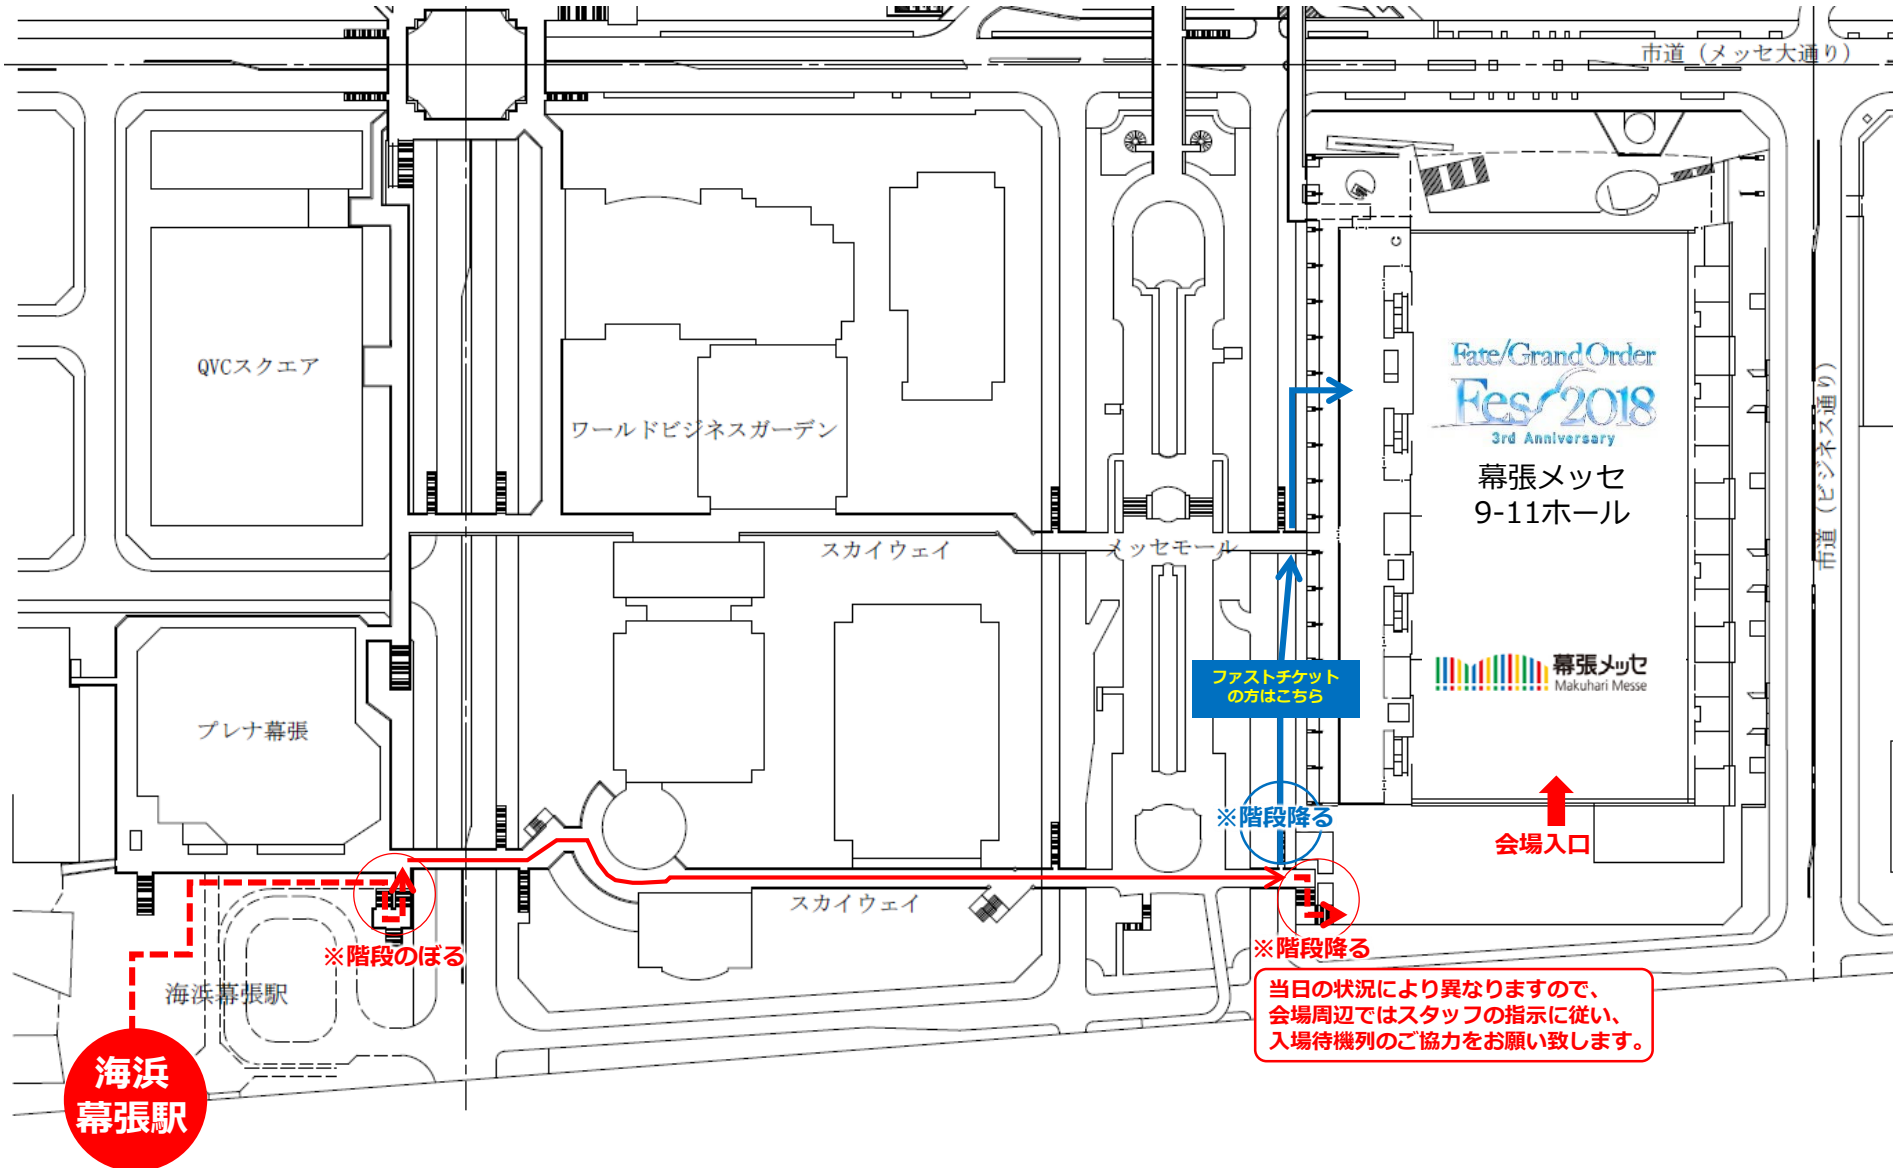 市道（メッセ大通り）
QVCスクエア
ワールドビジネスガーデン
Fate/Grand Order
Fes 2018
3rd Anniversary
幕張メッセ
9-11ホール
市道（ビジネス通り）
スカイウェイ
メッセモール
ファストチケット
の方はこちら
幕張メッセ
Makuhari Messe
プレナ幕張
※階段降る
会場入口
スカイウェイ
※階段のぼる
※階段降る
海浜幕張駅
当日の状況により異なりますので、
会場周辺ではスタッフの指示に従い、
入場待機列のご協力をお願い致します。
海浜
幕張駅